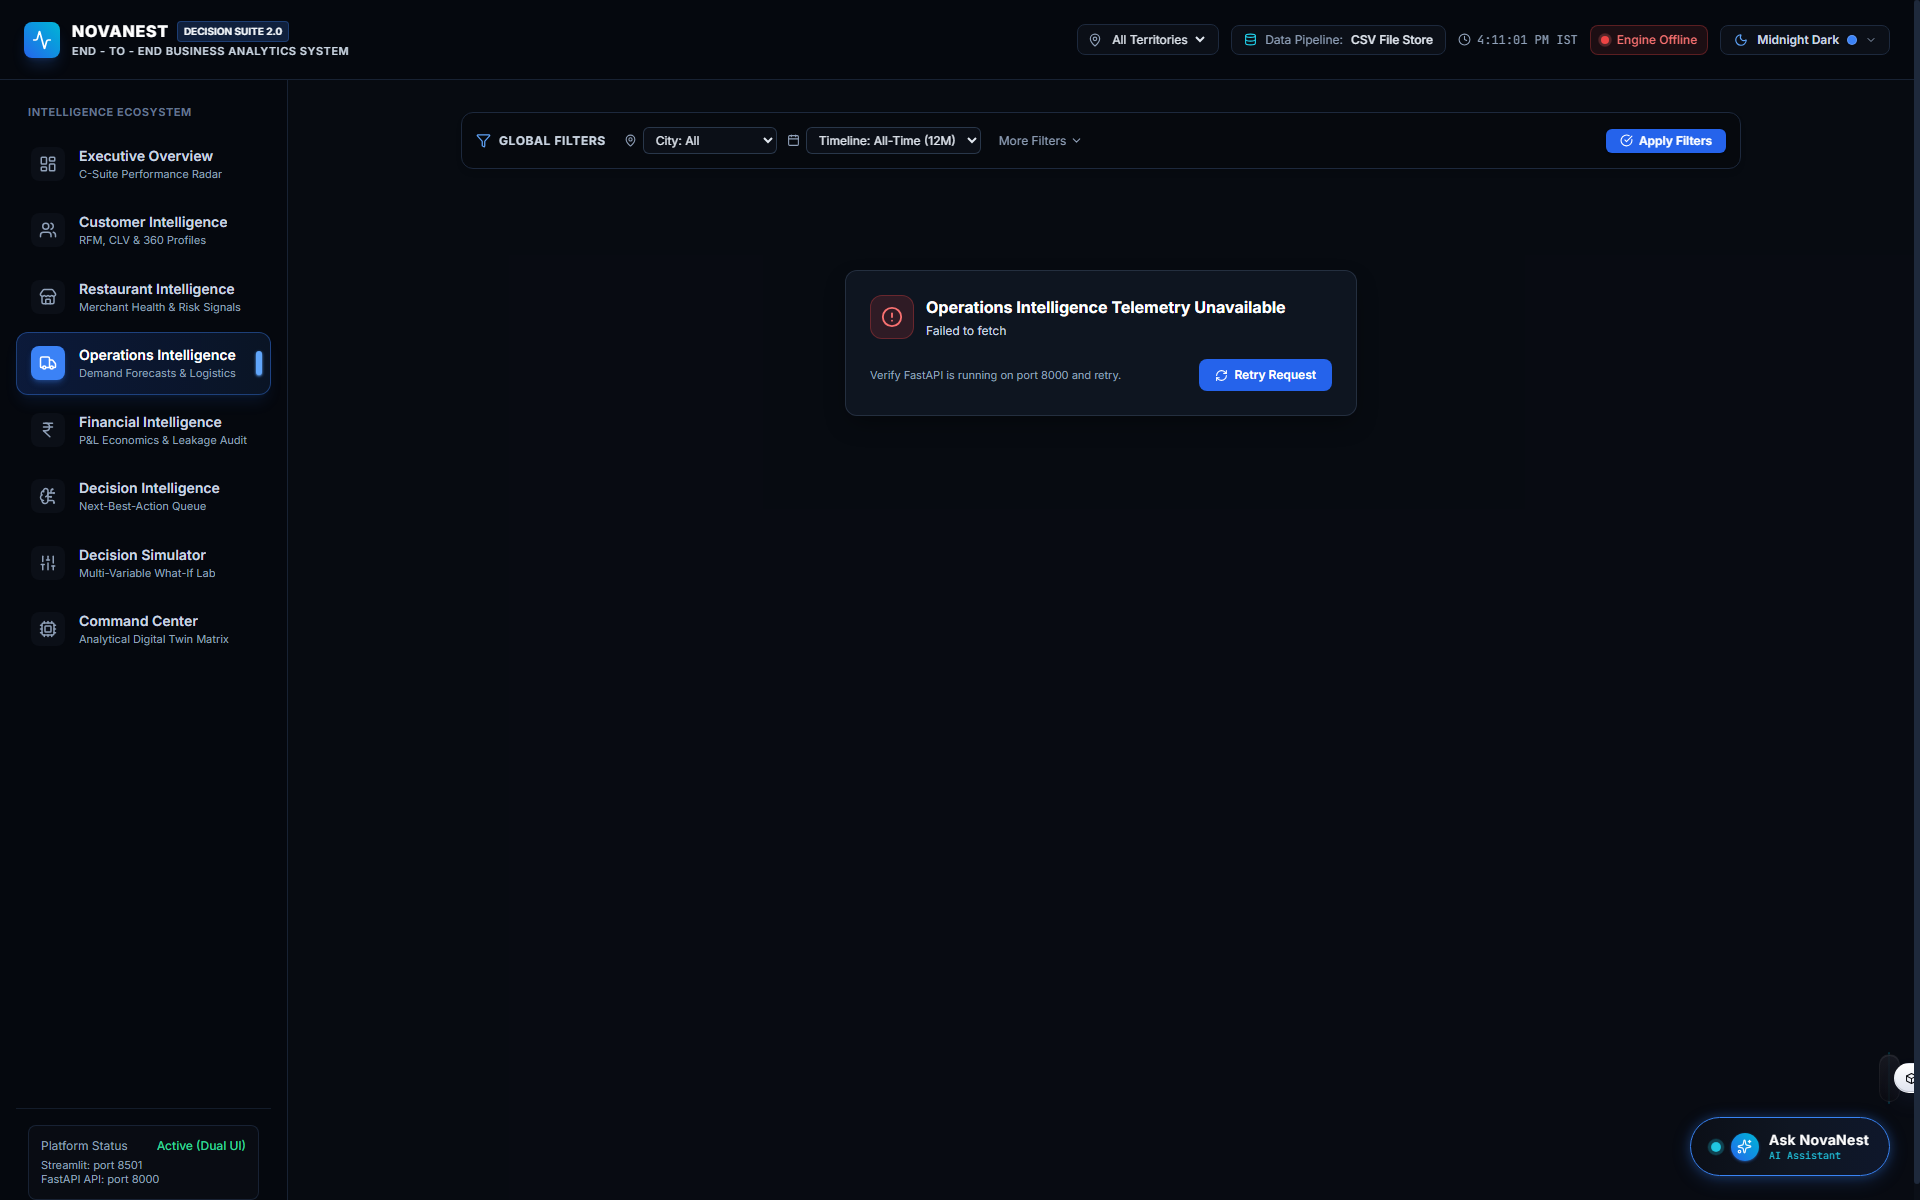 NOVANEST DECISION SUITE 2.0
END - TO - END BUSINESS ANALYTICS SYSTEM
All Territories
Data Pipeline: CSV File Store
4:11:01 PM IST
Engine Offline
Midnight Dark
INTELLIGENCE ECOSYSTEM
Executive Overview
C-Suite Performance Radar
Customer Intelligence
RFM, CLV & 360 Profiles
Restaurant Intelligence
Merchant Health & Risk Signals
Operations Intelligence
Demand Forecasts & Logistics
Financial Intelligence
P&L Economics & Leakage Audit
Decision Intelligence
Next-Best-Action Queue
Decision Simulator
Multi-Variable What-If Lab
Command Center
Analytical Digital Twin Matrix
Platform Status Active (Dual UI)
Streamlit: port 8501
FastAPI API: port 8000
GLOBAL FILTERS
City: All
Timeline: All-Time (12M)
More Filters
Apply Filters
Operations Intelligence Telemetry Unavailable
Failed to fetch
Verify FastAPI is running on port 8000 and retry.
Retry Request
Ask NovaNest
AI Assistant